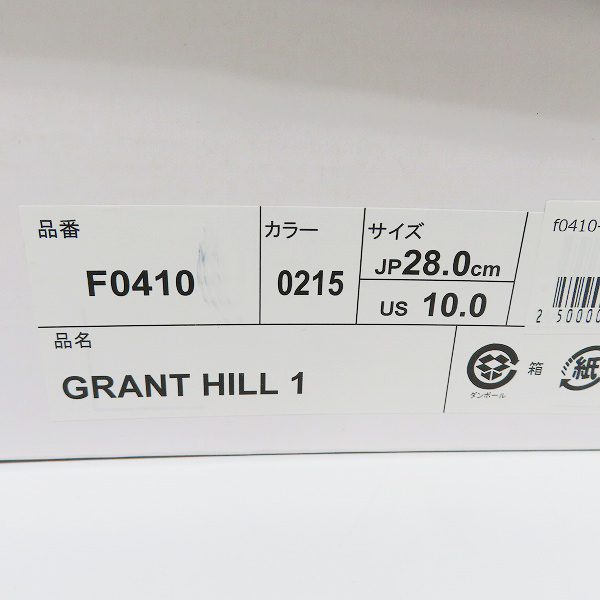 品番 カラー サイズ
F0410 0215 JP28.0cm
US 10.0
品名
GRANT HILL 1
f0410-
2 50000
ダンボール
箱
紙